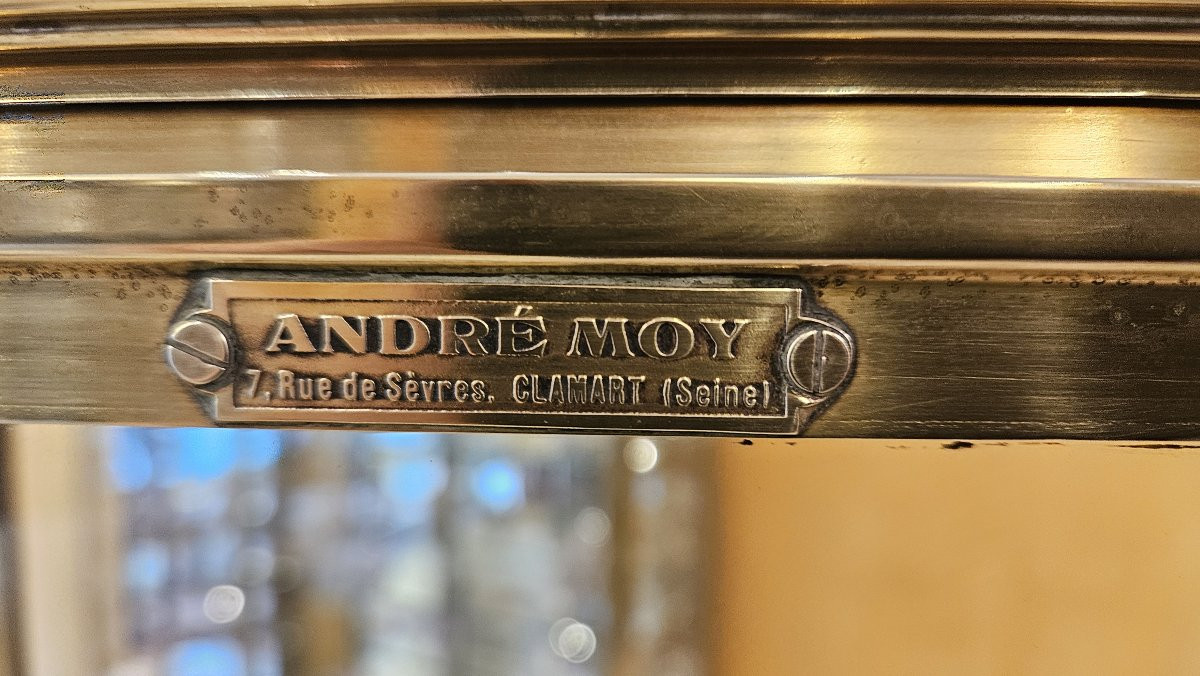 ANDRÉ MOY
7, Rue de Sèvres. CLAMART (Seine)